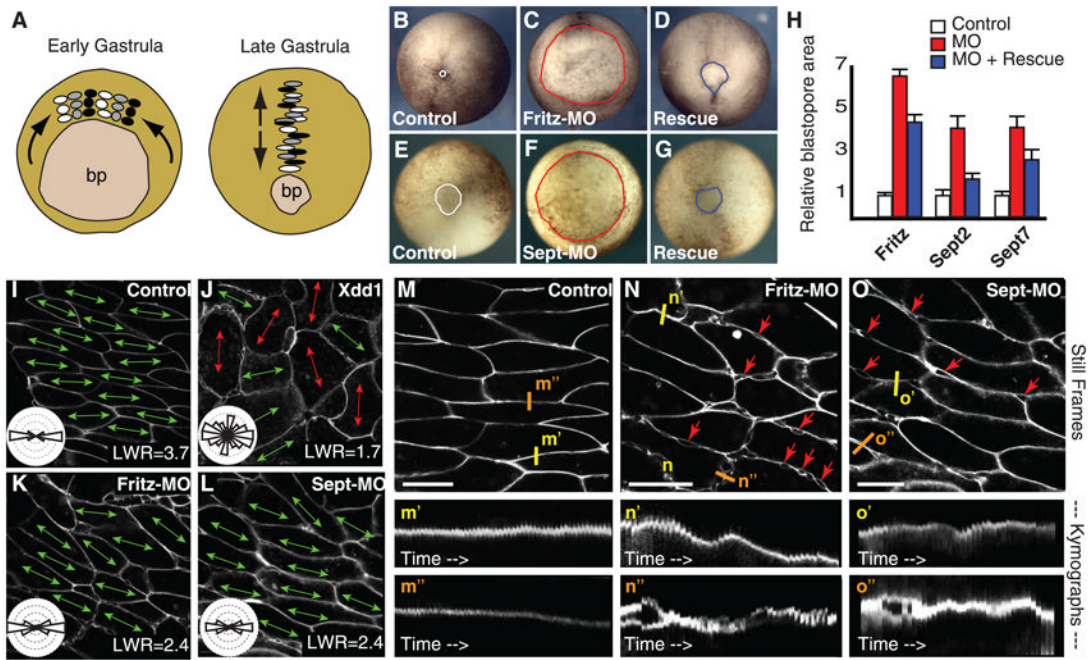 A
Early Gastrula
Late Gastrula
bp
bp
B
Control
C
Fritz-MO
D
Rescue
E
Control
F
Sept-MO
G
Rescue
H
Control
MO
MO + Rescue
Relative blastopore area
7
5
3
1
Fritz
Sept2
Sept7
I
Control
LWR=3.7
J
Xdd1
LWR=1.7
K
Fritz-MO
LWR=2.4
L
Sept-MO
LWR=2.4
M
Control
m''
m'
N
Fritz-MO
n'
n
n''
O
Sept-MO
o'
o''
Still Frames
m'
Time -->
n'
Time -->
o'
Time -->
m''
Time -->
n''
Time -->
o''
Time -->
--- Kymographs ---